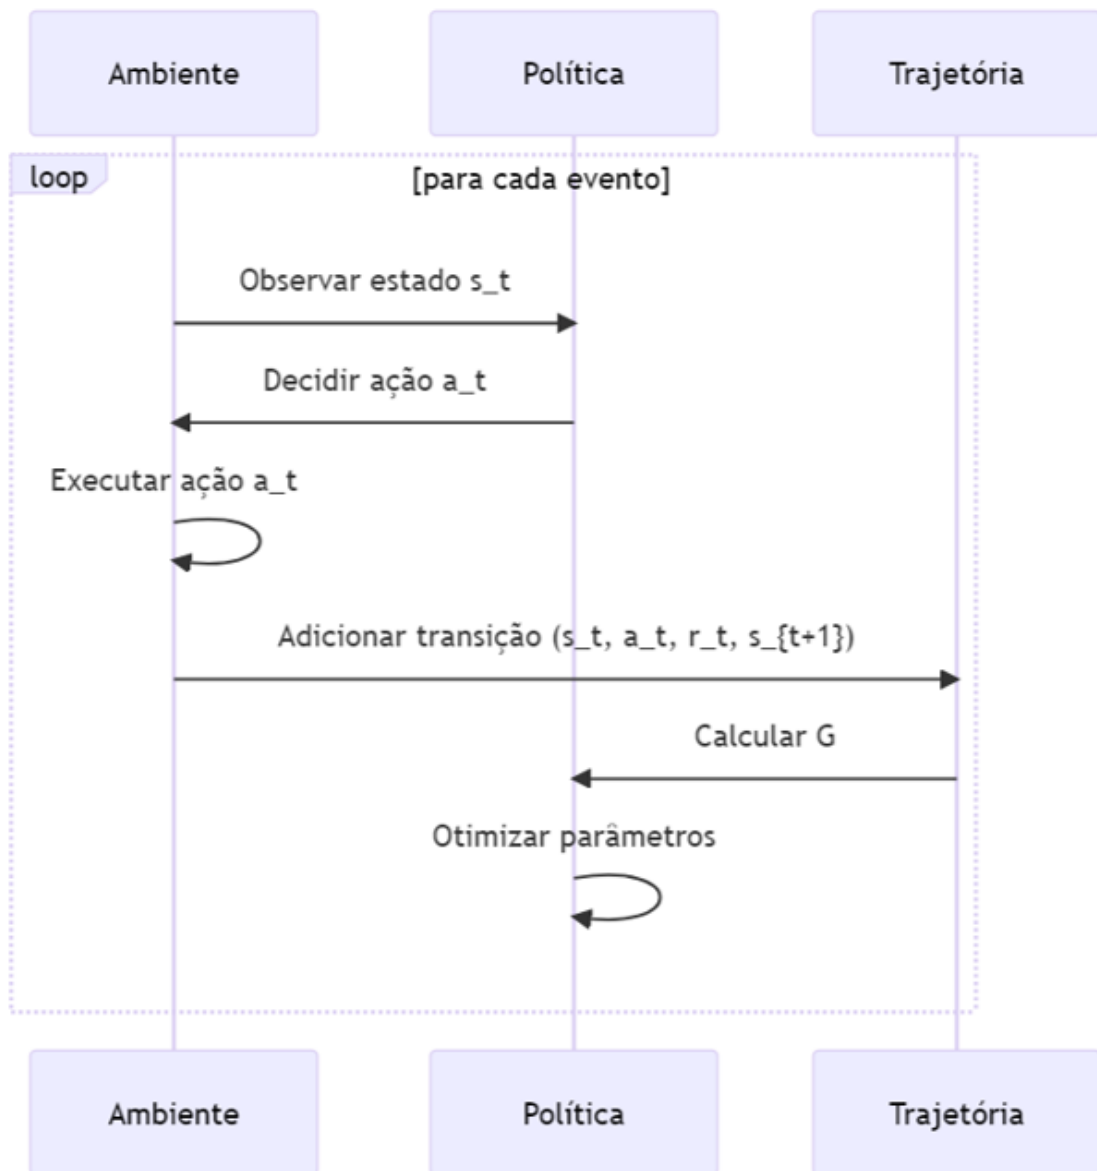 Ambiente
Política
Trajetória
loop
[para cada evento]
Observar estado s_t
Decidir ação a_t
Executar ação a_t
Adicionar transição (s_t, a_t, r_t, s_{t+1})
Calcular G
Otimizar parâmetros
Ambiente
Política
Trajetória